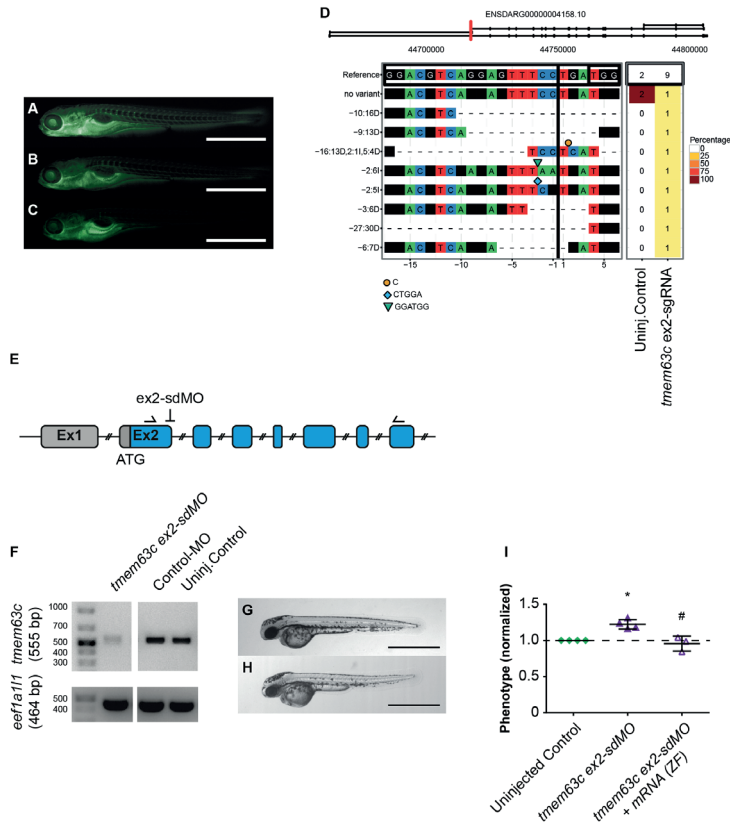 A
B
C
D
ENSDARG00000004158.10
44700000 44750000 44800000
Reference G G A C G T C A G G A G T T T C C T G A T G G 2 9
no variant A C T C A A T T T C C T A T 2 1
-10:16D A C T C 0 1
-9:13D A C T C A 0 1
-16:13D,2:1I,5:4D T C C T C A T 0 1
-2:6I A C T C A A A T T T A A T A T 0 1
-2:5I A C T C A A T T T C T A T 0 1
-3:6D A C T C A A T T T 0 1
-27:30D T 0 1
-6:7D A C T C A A A T 0 1
-15 -10 -5 -1 1 5
C
CTGGA
GGATGG
Percentage
0
25
50
75
100
Uninj.Control
tmem63c ex2-sgRNA
E
ex2-sdMO
Ex1 Ex2
ATG
F
tmem63c ex2-sdMO
Control-MO
Uninj.Control
1000
700
500
400
300
tmem63c
(555 bp)
500
400
eef1a1l1
(464 bp)
G
H
I
Phenotype (normalized)
1.5
1.0
0.5
0
*
#
Uninjected Control
tmem63c ex2-sdMO
tmem63c ex2-sdMO
+ mRNA (ZF)